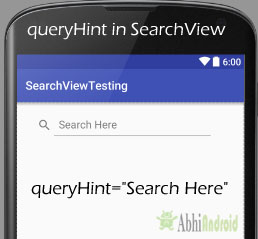 queryHint in SearchView
6:00
SearchViewTesting
Search Here
queryHint="Search Here"
AbhiAndroid